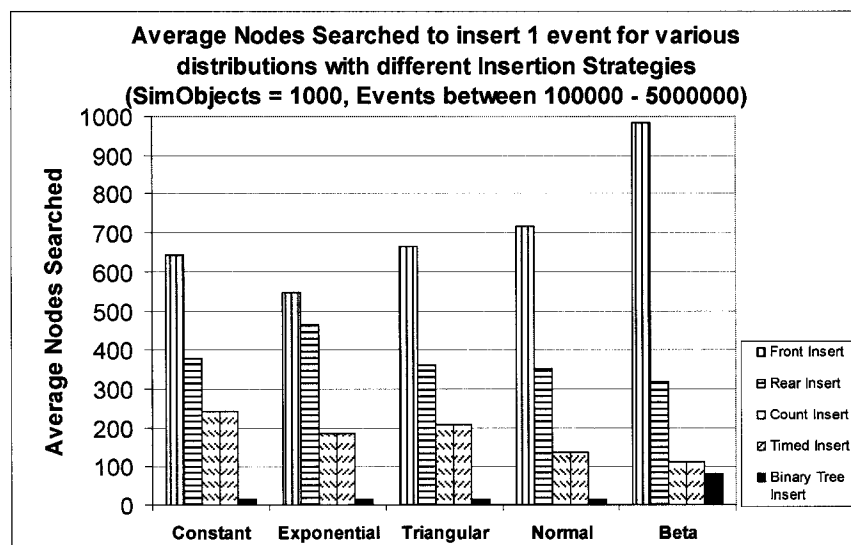 Average Nodes Searched to insert 1 event for various
distributions with different Insertion Strategies
(SimObjects = 1000, Events between 100000 - 5000000)
Average Nodes Searched
1000
900
800
700
600
500
400
300
200
100
0
Constant
Exponential
Triangular
Normal
Beta
Front Insert
Rear Insert
Count Insert
Timed Insert
Binary Tree
Insert